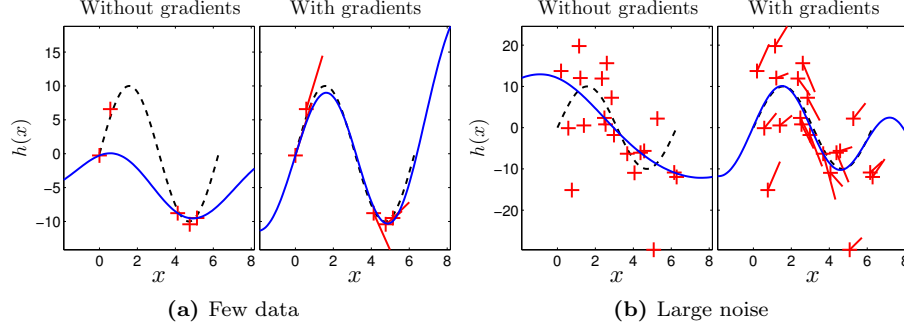 Without gradients
With gradients
Without gradients
With gradients
h(x)
15
10
5
0
−5
−10
0 2 4 6 8
x
0 2 4 6 8
x
h(x)
20
10
0
−10
−20
0 2 4 6 8
x
0 2 4 6 8
x
(a) Few data
(b) Large noise